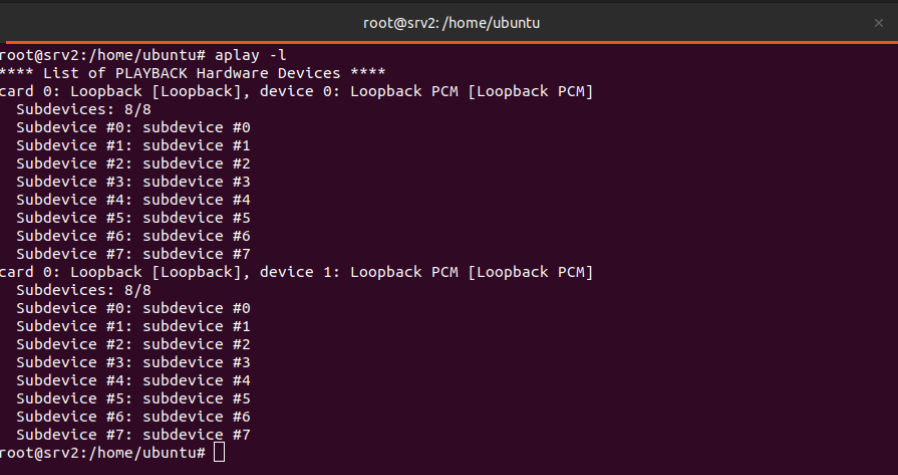 root@srv2: /home/ubuntu
root@srv2:/home/ubuntu# aplay -l
**** List of PLAYBACK Hardware Devices ****
card 0: Loopback [Loopback], device 0: Loopback PCM [Loopback PCM]
  Subdevices: 8/8
  Subdevice #0: subdevice #0
  Subdevice #1: subdevice #1
  Subdevice #2: subdevice #2
  Subdevice #3: subdevice #3
  Subdevice #4: subdevice #4
  Subdevice #5: subdevice #5
  Subdevice #6: subdevice #6
  Subdevice #7: subdevice #7
card 0: Loopback [Loopback], device 1: Loopback PCM [Loopback PCM]
  Subdevices: 8/8
  Subdevice #0: subdevice #0
  Subdevice #1: subdevice #1
  Subdevice #2: subdevice #2
  Subdevice #3: subdevice #3
  Subdevice #4: subdevice #4
  Subdevice #5: subdevice #5
  Subdevice #6: subdevice #6
  Subdevice #7: subdevice #7
root@srv2:/home/ubuntu#